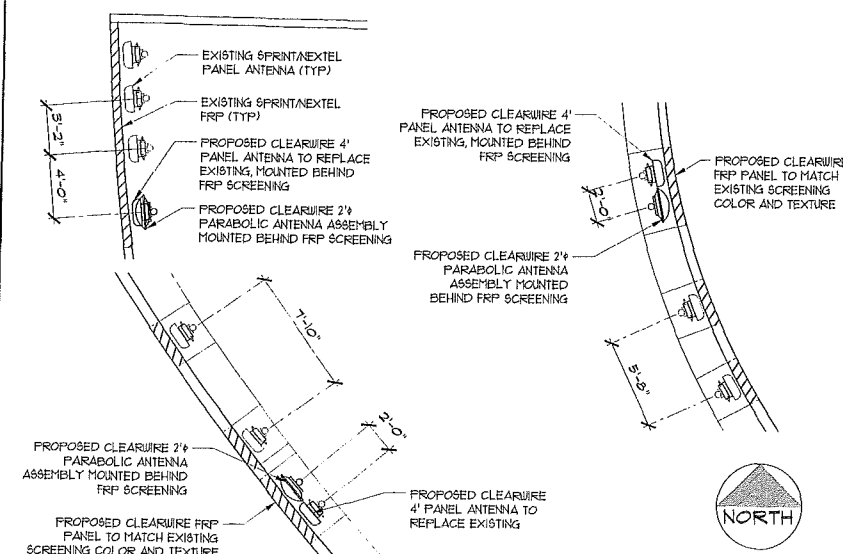 EXISTING SPRINT/NEXTEL
PANEL ANTENNA (TYP)
EXISTING SPRINT/NEXTEL
FRP (TYP)
PROPOSED CLEARWIRE 4'
PANEL ANTENNA TO REPLACE
EXISTING, MOUNTED BEHIND
FRP SCREENING
PROPOSED CLEARWIRE 2'ϕ
PARABOLIC ANTENNA ASSEMBLY
MOUNTED BEHIND FRP SCREENING
3'-2"
4'-0"
PROPOSED CLEARWIRE 4'
PANEL ANTENNA TO REPLACE
EXISTING, MOUNTED BEHIND
FRP SCREENING
PROPOSED CLEARWIRE
FRP PANEL TO MATCH
EXISTING SCREENING
COLOR AND TEXTURE
2'-0"
PROPOSED CLEARWIRE 2'ϕ
PARABOLIC ANTENNA
ASSEMBLY MOUNTED
BEHIND FRP SCREENING
5'-8"
7'-10"
2'-0"
PROPOSED CLEARWIRE 2'ϕ
PARABOLIC ANTENNA
ASSEMBLY MOUNTED BEHIND
FRP SCREENING
PROPOSED CLEARWIRE FRP
PANEL TO MATCH EXISTING
SCREENING COLOR AND TEXTURE
PROPOSED CLEARWIRE
4' PANEL ANTENNA TO
REPLACE EXISTING
NORTH